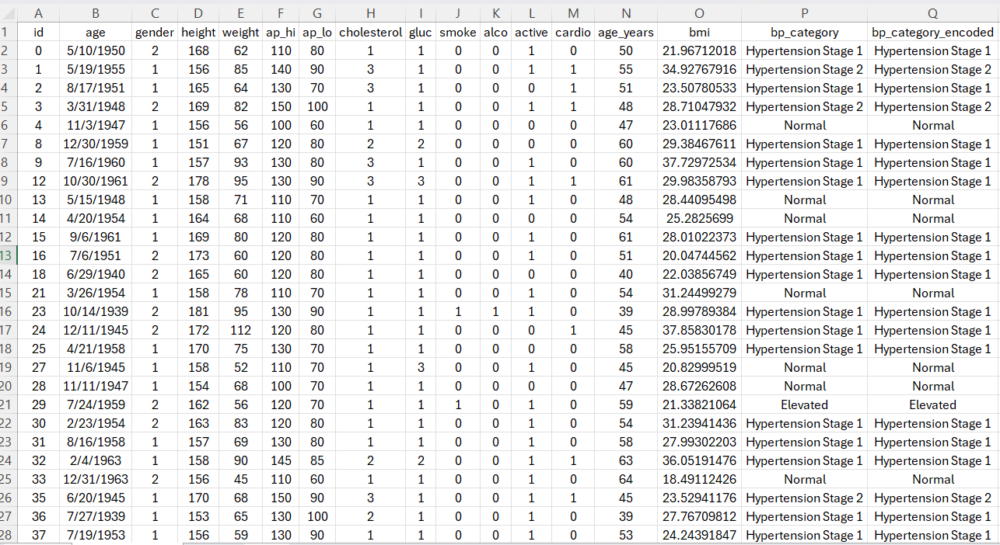 A B C D E F G H I J K L M N O P Q
1 id age gender height weight ap_hi ap_lo cholesterol gluc smoke alco active cardio age_years bmi bp_category bp_category_encoded
2 0 5/10/1950 2 168 62 110 80 1 1 0 0 1 0 50 21.96712018 Hypertension Stage 1 Hypertension Stage 1
3 1 5/19/1955 1 156 85 140 90 3 1 0 0 1 1 55 34.92767916 Hypertension Stage 2 Hypertension Stage 2
4 2 8/17/1951 1 165 64 130 70 3 1 0 0 0 1 51 23.50780533 Hypertension Stage 1 Hypertension Stage 1
5 3 3/31/1948 2 169 82 150 100 1 1 0 0 1 1 48 28.71047932 Hypertension Stage 2 Hypertension Stage 2
6 4 11/3/1947 1 156 56 100 60 1 1 0 0 0 0 47 23.01117686 Normal Normal
7 8 12/30/1959 1 151 67 120 80 2 2 0 0 0 0 60 29.38467611 Hypertension Stage 1 Hypertension Stage 1
8 9 7/16/1960 1 157 93 130 80 3 1 0 0 1 0 60 37.72972534 Hypertension Stage 1 Hypertension Stage 1
9 12 10/30/1961 2 178 95 130 90 3 3 0 0 1 1 61 29.98358793 Hypertension Stage 1 Hypertension Stage 1
10 13 5/15/1948 1 158 71 110 70 1 1 0 0 1 0 48 28.44095498 Normal Normal
11 14 4/20/1954 1 164 68 110 60 1 1 0 0 0 0 54 25.2825699 Normal Normal
12 15 9/6/1961 1 169 80 120 80 1 1 0 0 1 0 61 28.01022373 Hypertension Stage 1 Hypertension Stage 1
13 16 7/6/1951 2 173 60 120 80 1 1 0 0 1 0 51 20.04744562 Hypertension Stage 1 Hypertension Stage 1
14 18 6/29/1940 2 165 60 120 80 1 1 0 0 0 0 40 22.03856749 Hypertension Stage 1 Hypertension Stage 1
15 21 3/26/1954 1 158 78 110 70 1 1 0 0 1 0 54 31.24499279 Normal Normal
16 23 10/14/1939 2 181 95 130 90 1 1 1 1 1 0 39 28.99789384 Hypertension Stage 1 Hypertension Stage 1
17 24 12/11/1945 2 172 112 120 80 1 1 0 0 0 1 45 37.85830178 Hypertension Stage 1 Hypertension Stage 1
18 25 4/21/1958 1 170 75 130 70 1 1 0 0 0 0 58 25.95155709 Hypertension Stage 1 Hypertension Stage 1
19 27 11/6/1945 1 158 52 110 70 1 3 0 0 1 0 45 20.82999519 Normal Normal
20 28 11/11/1947 1 154 68 100 70 1 1 0 0 0 0 47 28.67262608 Normal Normal
21 29 7/24/1959 2 162 56 120 70 1 1 1 0 1 0 59 21.33821064 Elevated Elevated
22 30 2/23/1954 2 163 83 120 80 1 1 0 0 1 0 54 31.23941436 Hypertension Stage 1 Hypertension Stage 1
23 31 8/16/1958 1 157 69 130 80 1 1 0 0 1 0 58 27.99302203 Hypertension Stage 1 Hypertension Stage 1
24 32 2/4/1963 1 158 90 145 85 2 2 0 0 1 1 63 36.05191476 Hypertension Stage 1 Hypertension Stage 1
25 33 12/31/1963 2 156 45 110 60 1 1 0 0 1 0 64 18.49112426 Normal Normal
26 35 6/20/1945 1 170 68 150 90 3 1 0 0 1 1 45 23.52941176 Hypertension Stage 2 Hypertension Stage 2
27 36 7/27/1939 1 153 65 130 100 2 1 0 0 1 0 39 27.76709812 Hypertension Stage 1 Hypertension Stage 1
28 37 7/19/1953 1 156 59 130 90 1 1 0 0 1 0 53 24.24391847 Hypertension Stage 1 Hypertension Stage 1